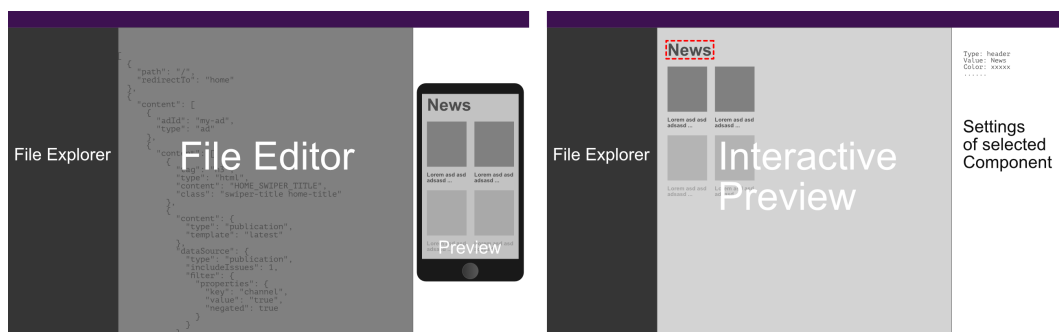 File Explorer
{
{
"path": "/",
"redirectTo": "home"
},
{
"content": [
{
"adId": "my-ad",
"type": "ad"
},
{
"type": "html",
"content": "HOME_SWIPER_TITLE",
"class": "swiper-title home-title"
},
{
"content": {
"type": "publication",
"template": "latest"
},
"dataSource": {
"type": "publication",
"includeIssues": 1,
"filter": {
"properties": {
"key": "channel",
"value": "true",
"negated": true
}
}
}
File Editor
News
Lorem asd asd
adsasd ...
Lorem asd asd
adsasd ...
Preview
File Explorer
News
Lorem asd asd
adsasd ...
Lorem asd asd
adsasd ...
Lorem asd asd
adsasd ...
Interactive
Preview
Type: header
Value: News
Color: xxxxx
......
Settings
of selected
Component